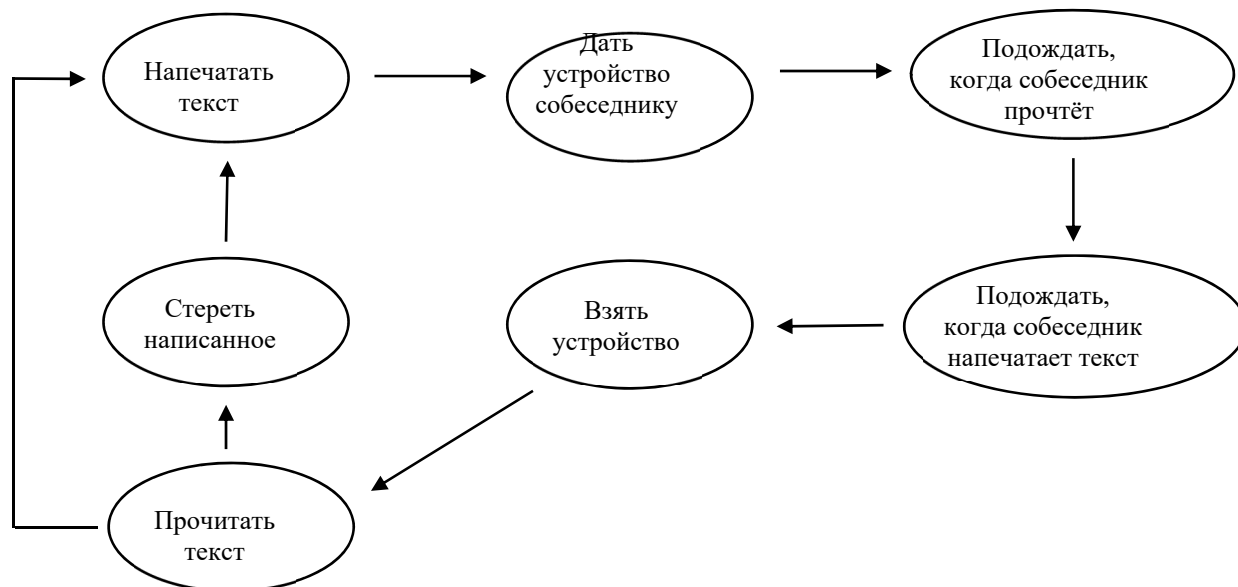 Напечатать
текст
Дать
устройство
собеседнику
Подождать,
когда собеседник
прочтёт
Подождать,
когда собеседник
напечатает текст
Взять
устройство
Прочитать
текст
Стереть
написанное